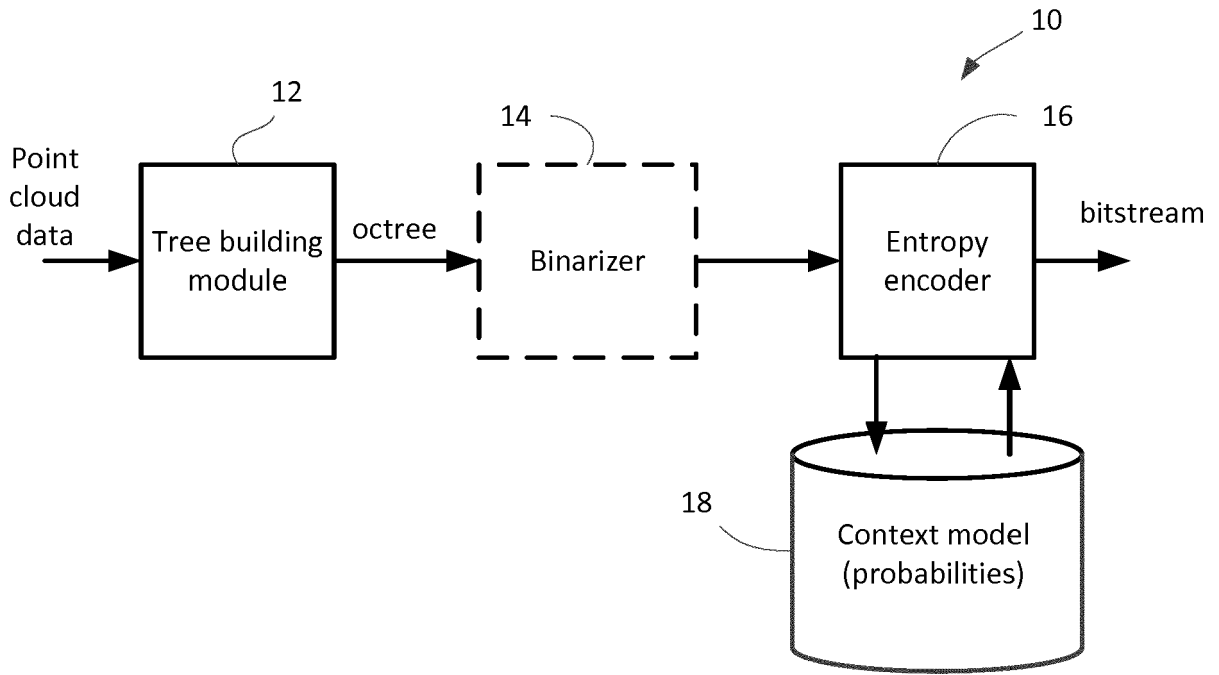 10
12
14
16
Point
cloud
data
Tree building
module
octree
Binarizer
Entropy
encoder
bitstream
18
Context model
(probabilities)